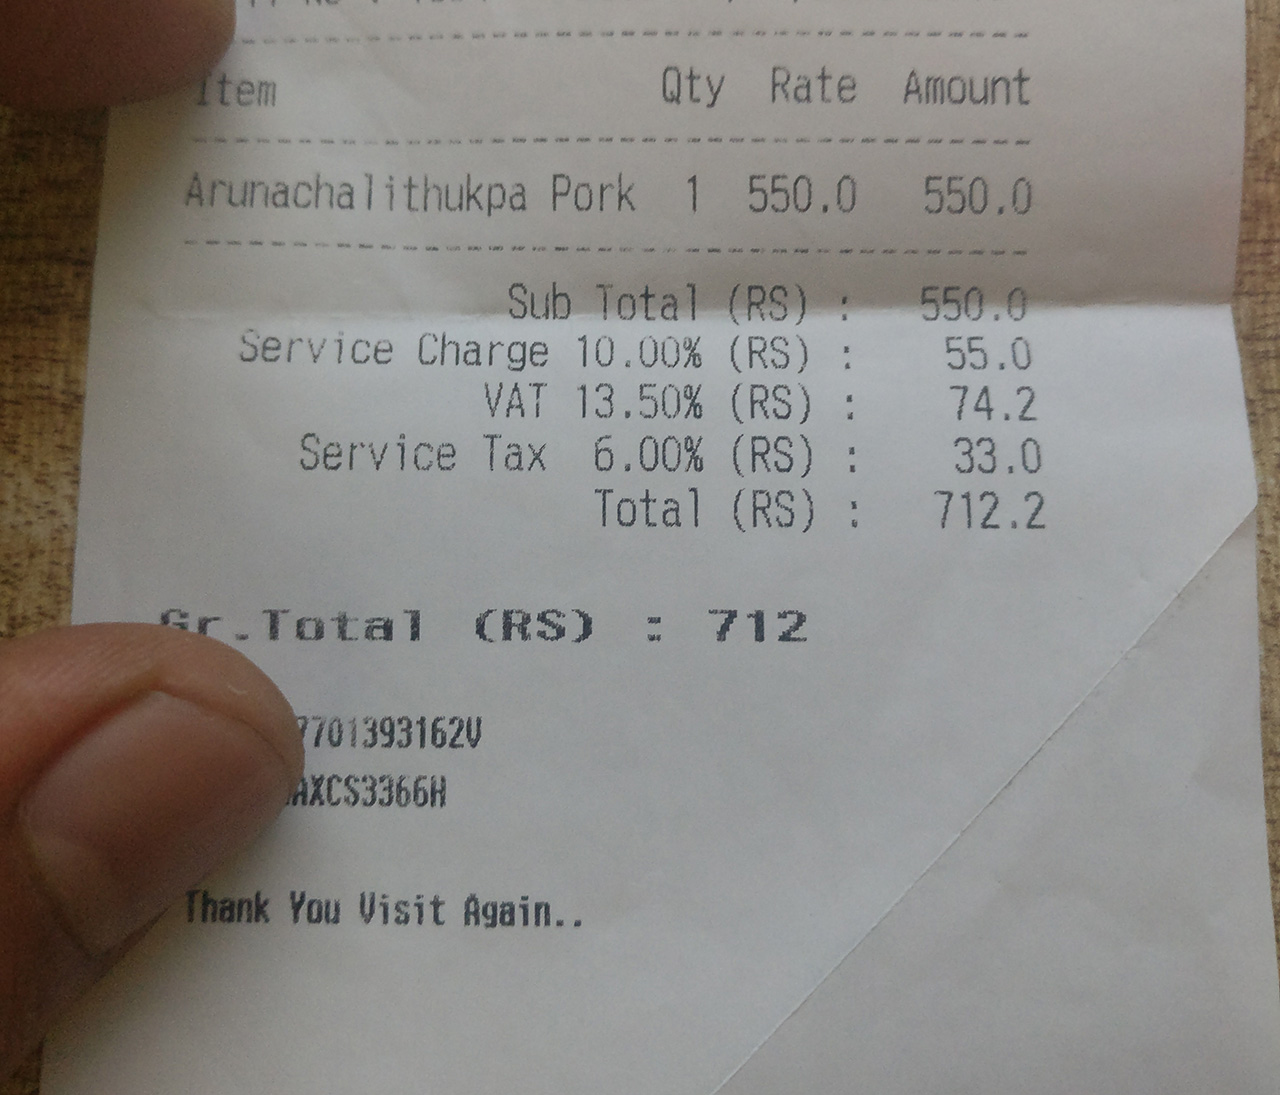 Item Qty Rate Amount
Arunachalithukpa Pork 1 550.0 550.0
Sub Total (RS) : 550.0
Service Charge 10.00% (RS) : 55.0
VAT 13.50% (RS) : 74.2
Service Tax 6.00% (RS) : 33.0
Total (RS) : 712.2
Gr.Total (RS) : 712
7701393162V
AXCS3366H
Thank You Visit Again..